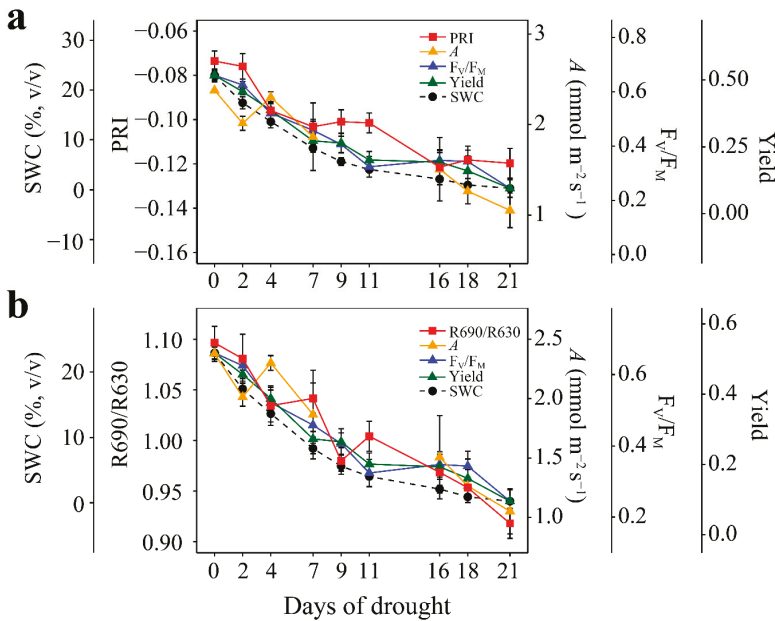 a
SWC (%, v/v)
30
20
10
0
−10
PRI
−0.06
−0.08
−0.10
−0.12
−0.14
−0.16
PRI
A
FV/FM
Yield
SWC
0 2 4 7 9 11 16 18 21
3
2
1
A (mmol m−2 s−1)
0.8
0.6
0.4
0.2
0.0
FV/FM
0.50
0.25
0.00
Yield
b
SWC (%, v/v)
20
10
0
R690/R630
1.10
1.05
1.00
0.95
0.90
R690/R630
A
FV/FM
Yield
SWC
0 2 4 7 9 11 16 18 21
2.5
2.0
1.5
1.0
A (mmol m−2 s−1)
0.6
0.4
0.2
FV/FM
0.6
0.4
0.2
0.0
Yield
Days of drought